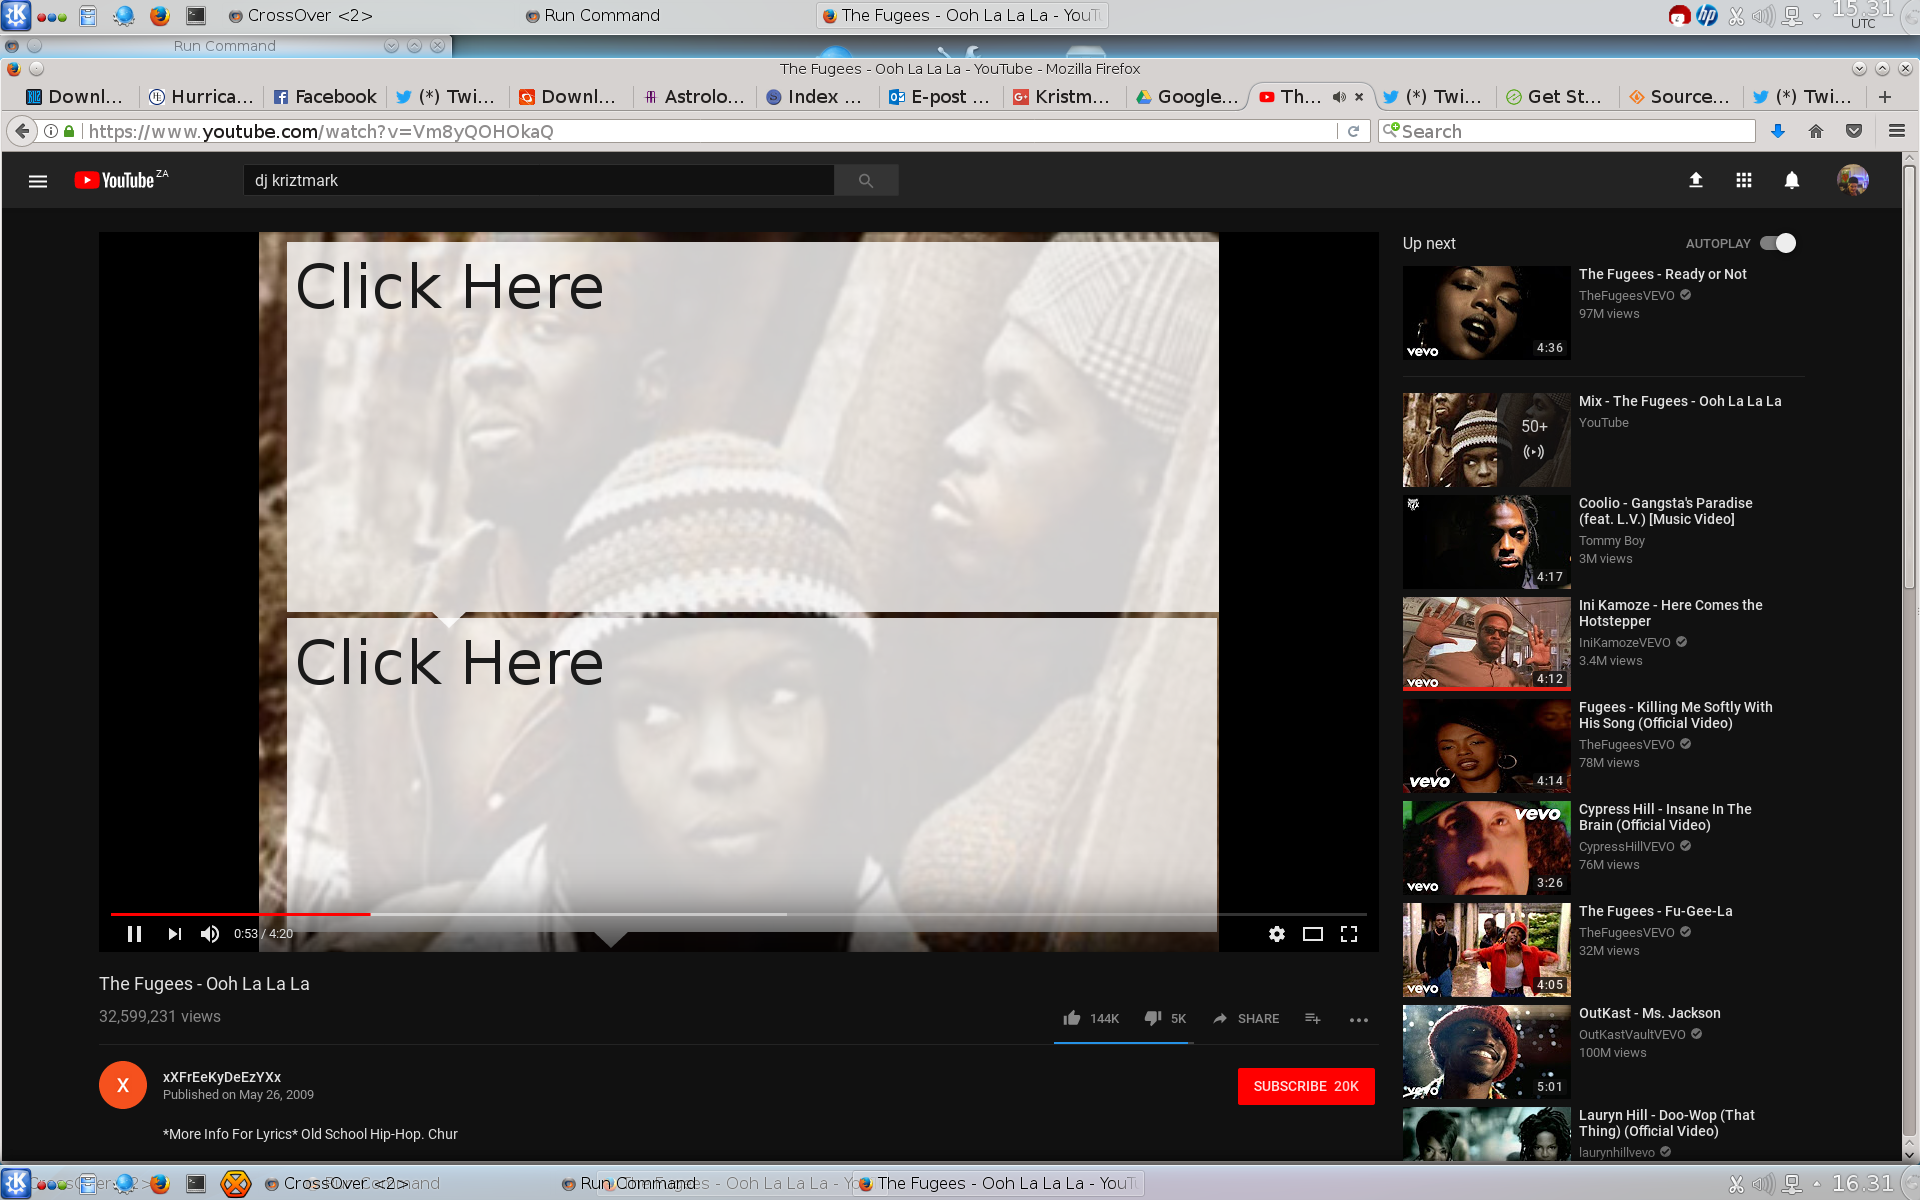 CrossOver <2>
Run Command
The Fugees - Ooh La La La - YouT
15.31
UTC
Run Command
The Fugees - Ooh La La La - YouTube - Mozilla Firefox
Downl...
Hurrica...
Facebook
(*) Twi...
Downl...
Astrolo...
Index ...
E-post ...
Kristm...
Google...
Th...
(*) Twi...
Get St...
Source...
(*) Twi...
https://www.youtube.com/watch?v=Vm8yQOHOkaQ
Search
YouTube ZA
dj kriztmark
Click Here
Click Here
0:53 / 4:20
The Fugees - Ooh La La La
32,599,231 views
144K
5K
SHARE
X
xXFrEeKyDeEzYXx
Published on May 26, 2009
SUBSCRIBE 20K
*More Info For Lyrics* Old School Hip-Hop. Chur
Up next
AUTOPLAY
The Fugees - Ready or Not
TheFugeesVEVO
97M views
vevo
4:36
Mix - The Fugees - Ooh La La La
YouTube
50+
Coolio - Gangsta's Paradise
(feat. L.V.) [Music Video]
Tommy Boy
3M views
4:17
Ini Kamoze - Here Comes the
Hotstepper
IniKamozeVEVO
3.4M views
vevo
4:12
Fugees - Killing Me Softly With
His Song (Official Video)
TheFugeesVEVO
78M views
vevo
4:14
Cypress Hill - Insane In The
Brain (Official Video)
CypressHillVEVO
76M views
vevo
vevo
3:26
The Fugees - Fu-Gee-La
TheFugeesVEVO
32M views
vevo
4:05
OutKast - Ms. Jackson
OutKastVaultVEVO
100M views
vevo
5:01
Lauryn Hill - Doo-Wop (That
Thing) (Official Video)
laurynhillvevo
CrossOver <2>
Run Command
The Fugees - Ooh La La La - YouT
16.31